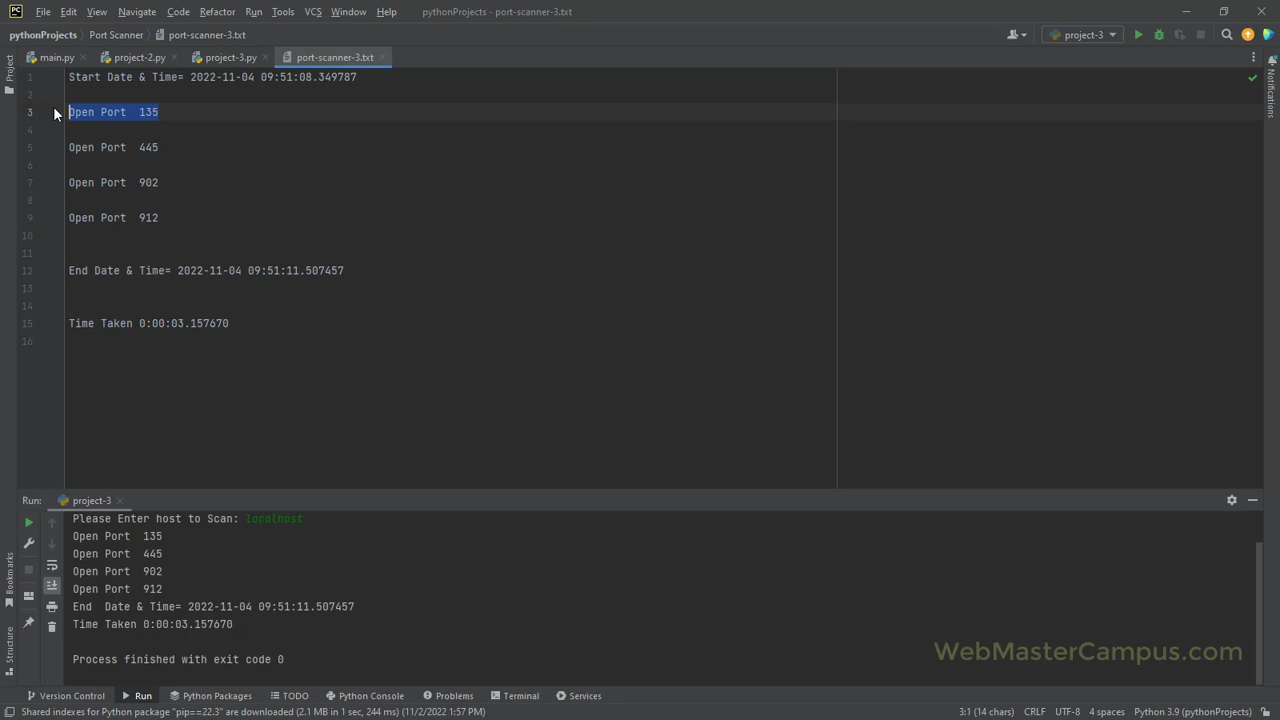 PC File Edit View Navigate Code Refactor Run Tools VCS Window Help pythonProjects - port-scanner-3.txt
pythonProjects Port Scanner port-scanner-3.txt project-3
main.py project-2.py project-3.py port-scanner-3.txt
Project
Notifications
1 Start Date & Time= 2022-11-04 09:51:08.349787
2
3 Open Port 135
4
5 Open Port 445
6
7 Open Port 902
8
9 Open Port 912
10
11
12 End Date & Time= 2022-11-04 09:51:11.507457
13
14
15 Time Taken 0:00:03.157670
16
Run: project-3
Please Enter host to Scan: localhost
Open Port 135
Open Port 445
Open Port 902
Open Port 912
End Date & Time= 2022-11-04 09:51:11.507457
Time Taken 0:00:03.157670
Process finished with exit code 0
Bookmarks
Structure
WebMasterCampus.com
Version Control Run Python Packages TODO Python Console Problems Terminal Services
Shared indexes for Python package "pip==22.3" are downloaded (2.1 MB in 1 sec, 244 ms) (11/2/2022 1:57 PM) 3:1 (14 chars) CRLF UTF-8 4 spaces Python 3.9 (pythonProjects)